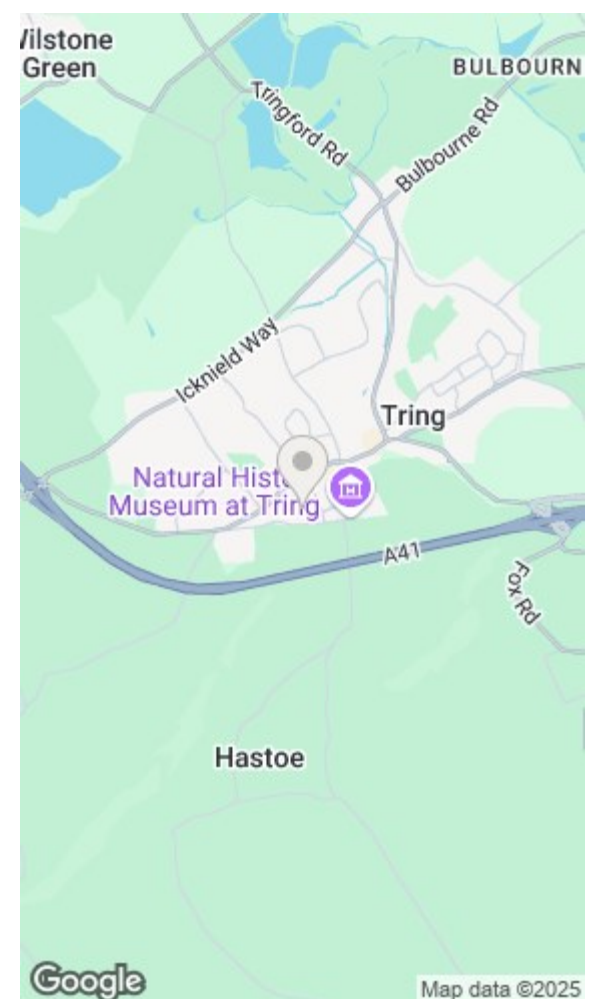 Wilstone
Green
BULBOURN
Tringford Rd
Bulbourne Rd
Icknield Way
Tring
Natural Histo
Museum at Tring
A41
Fox Rd
Hastoe
Google
Map data ©2025